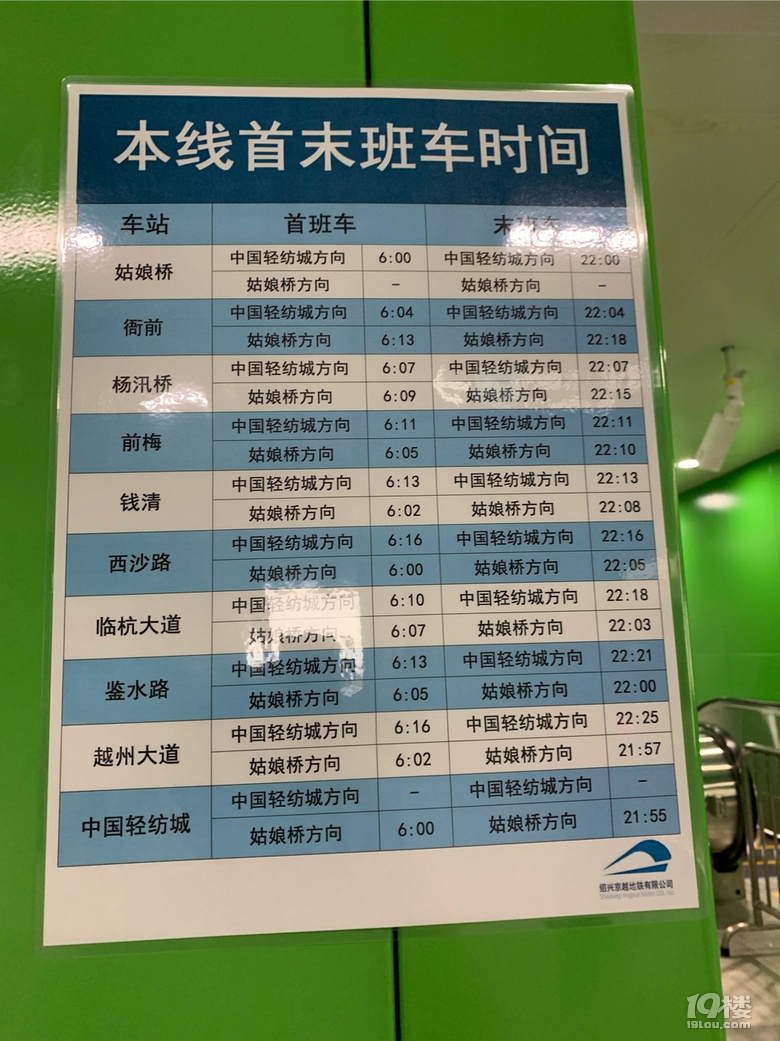 本线首末班车时间
车站 首班车 末班车
姑娘桥 中国轻纺城方向 6:00 中国轻纺城方向 22:00
姑娘桥方向 - 姑娘桥方向 -
衙前 中国轻纺城方向 6:04 中国轻纺城方向 22:04
姑娘桥方向 6:13 姑娘桥方向 22:18
杨汛桥 中国轻纺城方向 6:07 中国轻纺城方向 22:07
姑娘桥方向 6:09 姑娘桥方向 22:15
前梅 中国轻纺城方向 6:11 中国轻纺城方向 22:11
姑娘桥方向 6:05 姑娘桥方向 22:10
钱清 中国轻纺城方向 6:13 中国轻纺城方向 22:13
姑娘桥方向 6:02 姑娘桥方向 22:08
西沙路 中国轻纺城方向 6:16 中国轻纺城方向 22:16
姑娘桥方向 6:00 姑娘桥方向 22:05
临杭大道 中国轻纺城方向 6:10 中国轻纺城方向 22:18
姑娘桥方向 6:07 姑娘桥方向 22:03
鉴水路 中国轻纺城方向 6:13 中国轻纺城方向 22:21
姑娘桥方向 6:05 姑娘桥方向 22:00
越州大道 中国轻纺城方向 6:16 中国轻纺城方向 22:25
姑娘桥方向 6:02 姑娘桥方向 21:57
中国轻纺城 中国轻纺城方向 - 中国轻纺城方向 -
姑娘桥方向 6:00 姑娘桥方向 21:55
绍兴京越地铁有限公司
19楼
19lou.com